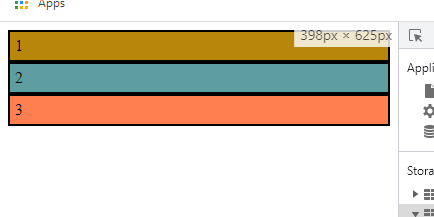 Apps
398px × 625px
1
2
3
Appli
Stora